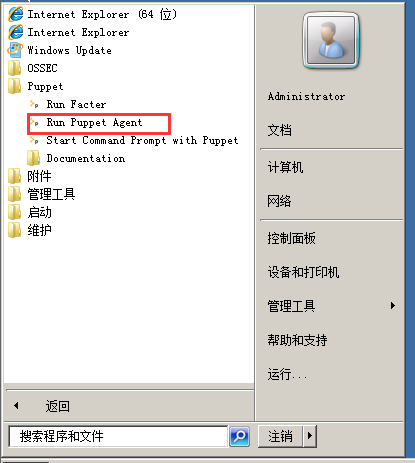 Internet Explorer (64 位)
Internet Explorer
Windows Update
OSSEC
Puppet
Run Facter
Run Puppet Agent
Start Command Prompt with Puppet
Documentation
附件
管理工具
启动
维护
返回
搜索程序和文件
Administrator
文档
计算机
网络
控制面板
设备和打印机
管理工具
帮助和支持
运行...
注销